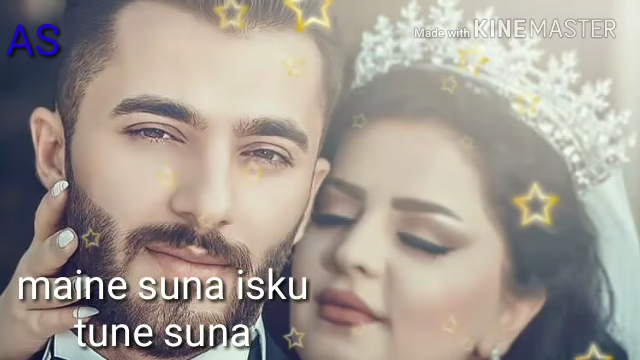 AS
Made with KINEMASTER
maine suna isku
tune suna